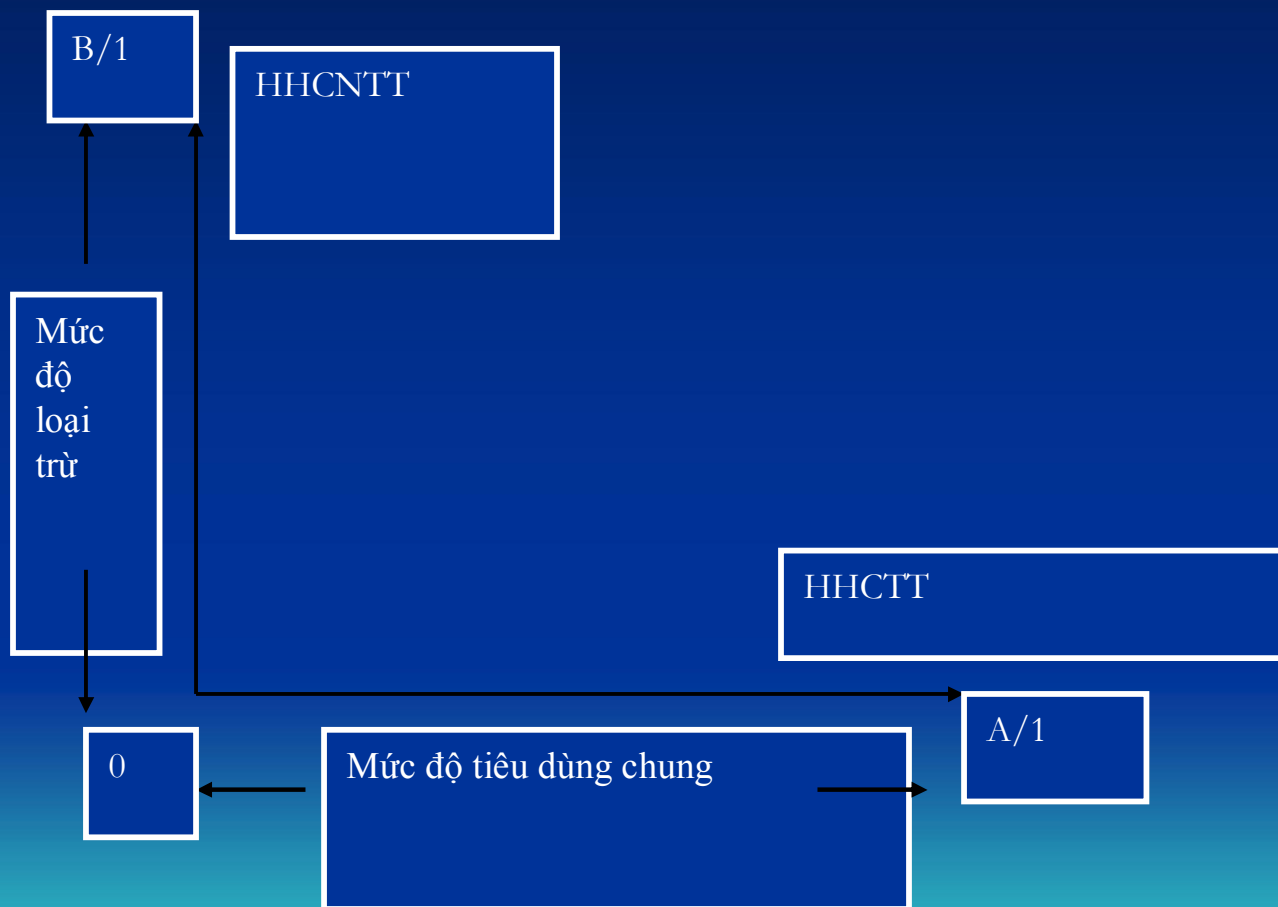 B/1
HHCNTT
Mức
độ
loại
trừ
HHCTT
A/1
0
Mức độ tiêu dùng chung